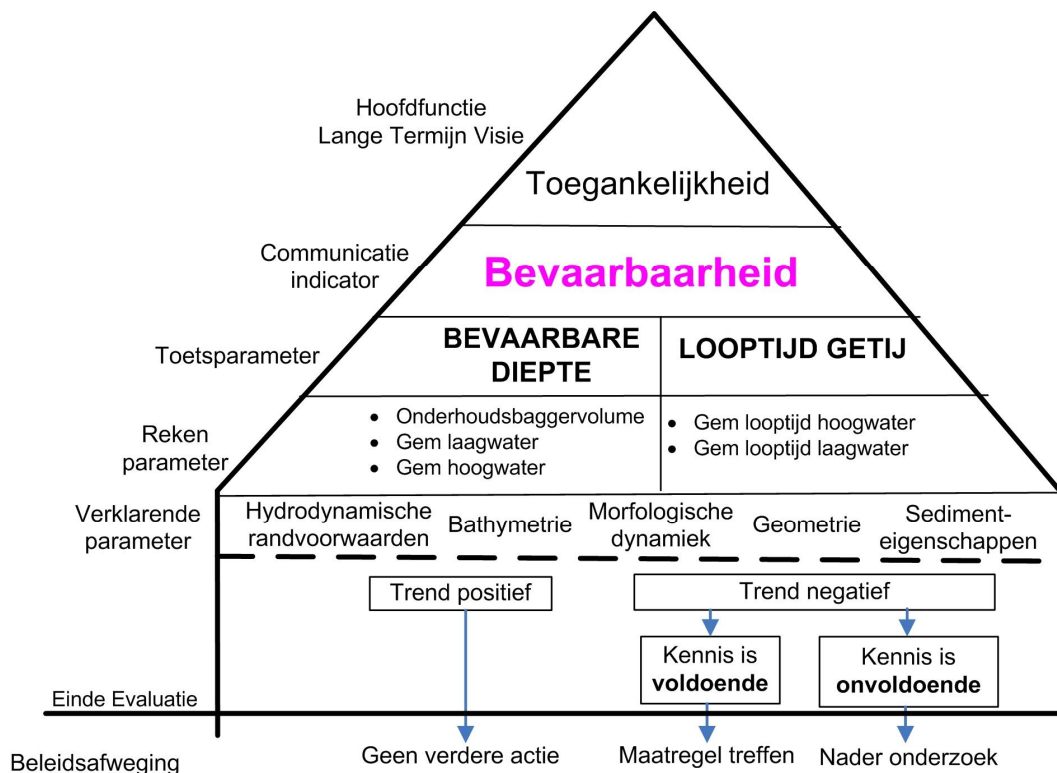 Hoofdfunctie
Lange Termijn Visie
Toegankelijkheid
Communicatie
indicator
Bevaarbaarheid
Toetsparameter
BEVAARBARE
DIEPTE
LOOPTIJD GETIJ
Reken
parameter
• Onderhoudsbaggervolume
• Gem laagwater
• Gem hoogwater
• Gem looptijd hoogwater
• Gem looptijd laagwater
Verklarende
parameter
Hydrodynamische
randvoorwaarden
Bathymetrie
Morfologische
dynamiek
Geometrie
Sediment-
eigenschappen
Trend positief
Trend negatief
Kennis is
voldoende
Kennis is
onvoldoende
Einde Evaluatie
Beleidsafweging
Geen verdere actie
Maatregel treffen
Nader onderzoek